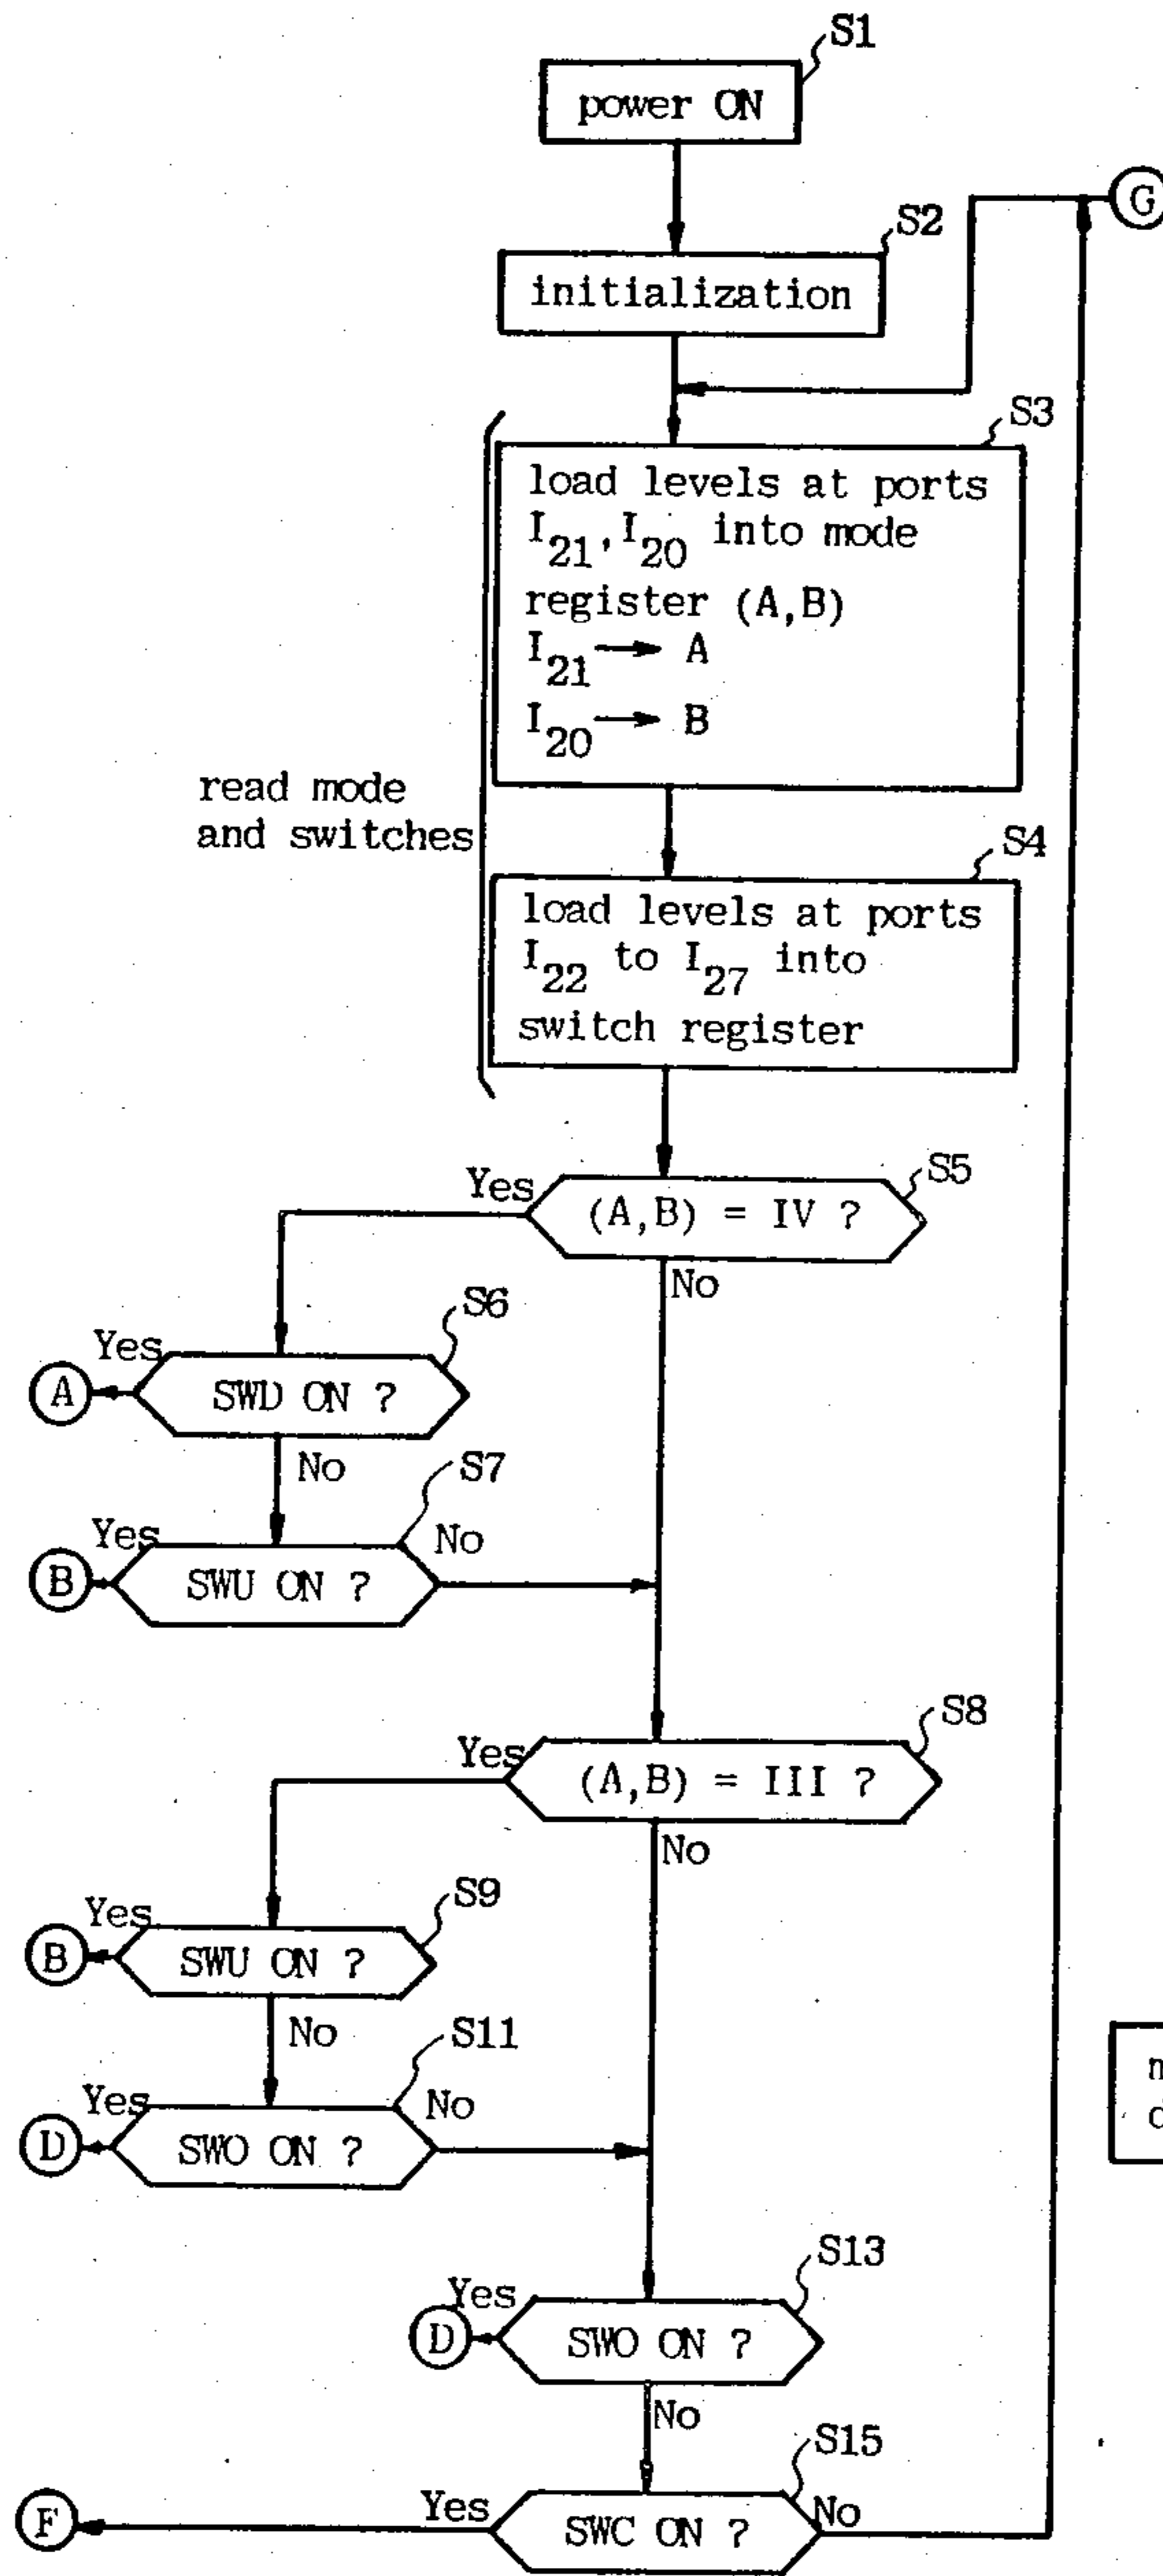 S1
power ON
G
S2
initialization
S3
load levels at ports
I21, I20 into mode
register (A,B)
I21 → A
I20 → B
read mode
and switches
S4
load levels at ports
I22 to I27 into
switch register
S5
Yes
(A,B) = IV ?
No
S6
Yes
A
SWD ON ?
No
S7
Yes
No
B
SWU ON ?
S8
Yes
(A,B) = III ?
No
S9
Yes
B
SWU ON ?
No
S11
Yes
No
D
SWO ON ?
S13
Yes
D
SWO ON ?
No
S15
F
Yes
SWC ON ?
No